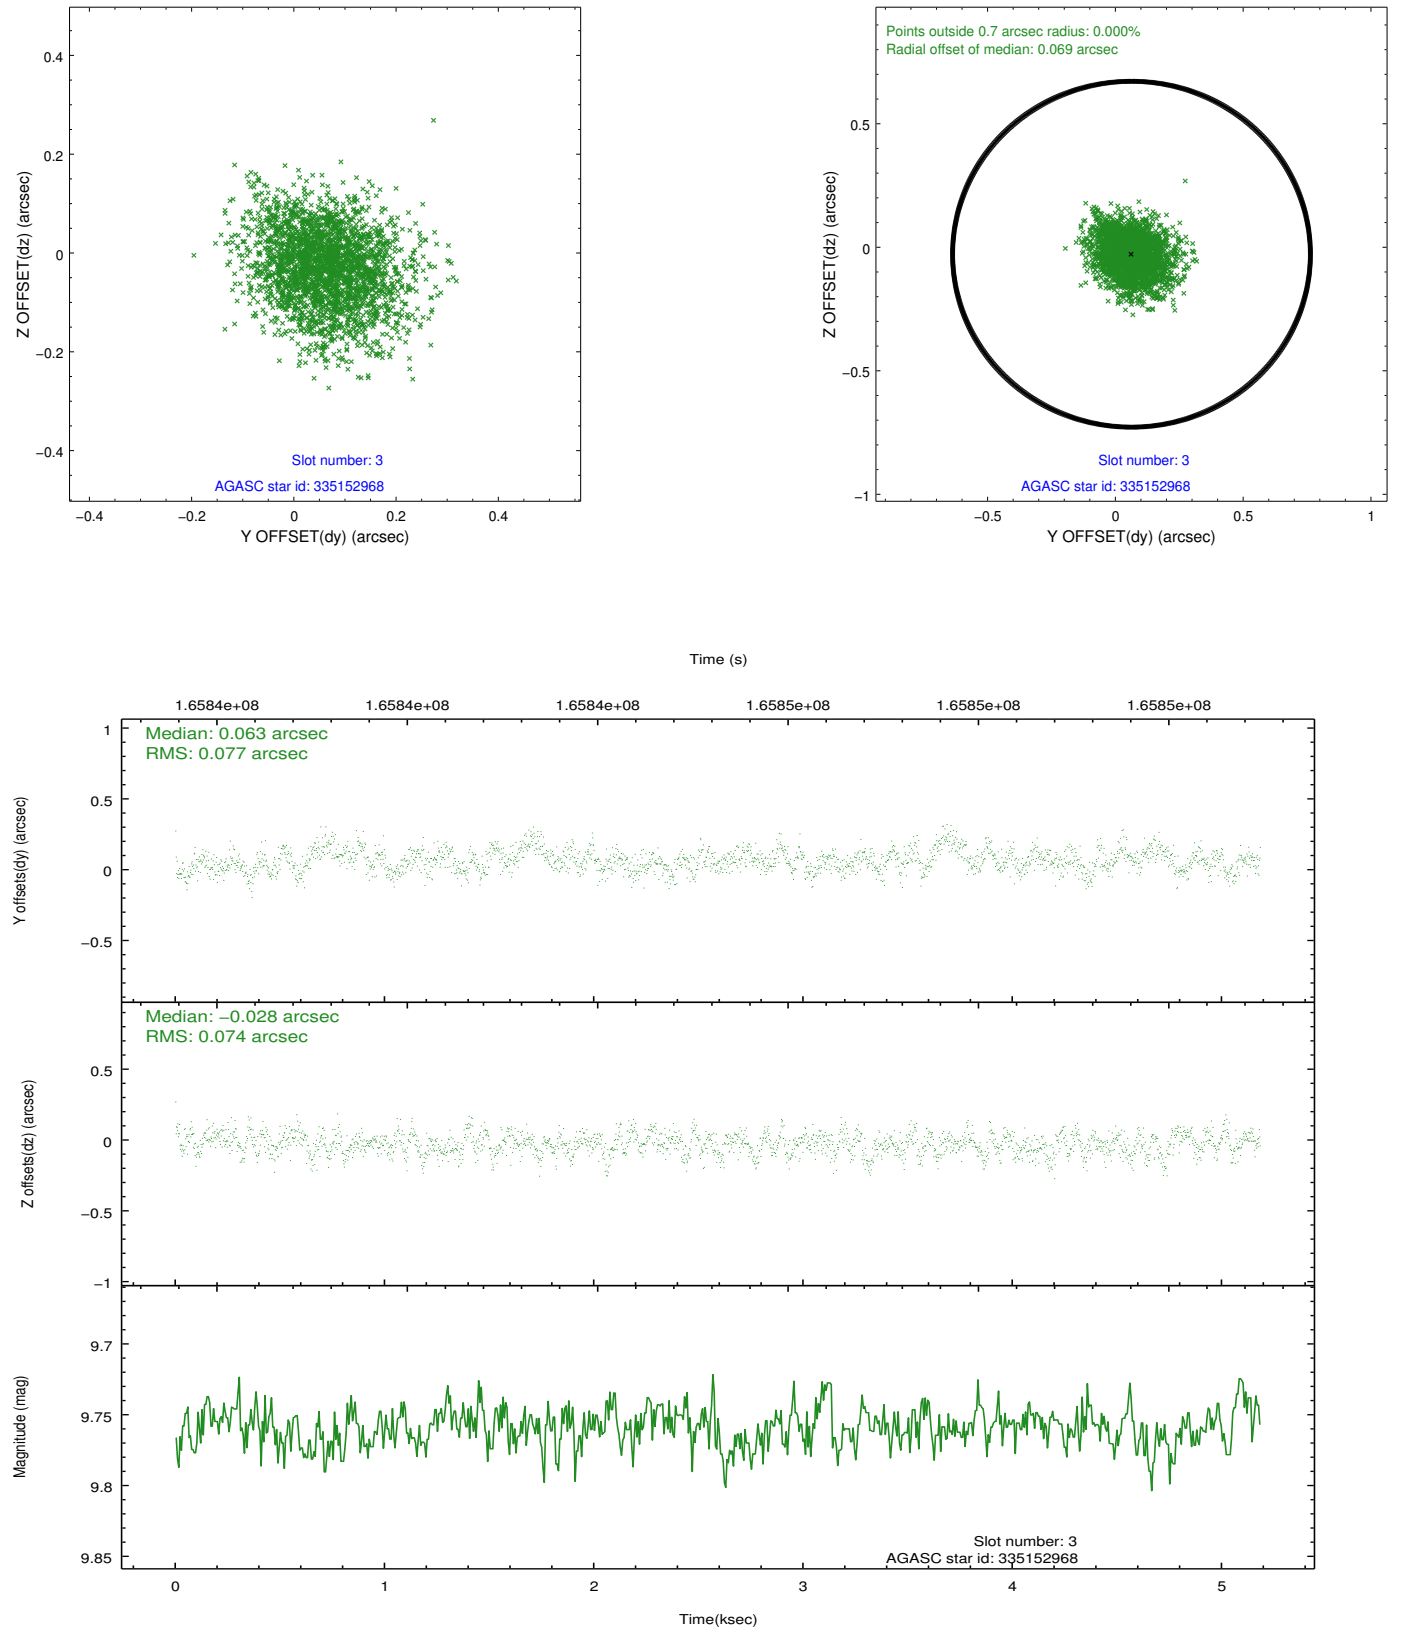 0.4
0.2
0
−0.2
−0.4
Z OFFSET(dz) (arcsec)
Slot number: 3
AGASC star id: 335152968
−0.4
−0.2
0
0.2
0.4
Y OFFSET(dy) (arcsec)
Points outside 0.7 arcsec radius: 0.000%
Radial offset of median: 0.069 arcsec
0.5
0
−0.5
−1
Z OFFSET(dz) (arcsec)
Slot number: 3
AGASC star id: 335152968
−0.5
0
0.5
1
Y OFFSET(dy) (arcsec)
Time (s)
1.6584e+08
1.6584e+08
1.6584e+08
1.6585e+08
1.6585e+08
1.6585e+08
Median: 0.063 arcsec
RMS: 0.077 arcsec
1
0.5
0
−0.5
Y offsets(dy) (arcsec)
Median: −0.028 arcsec
RMS: 0.074 arcsec
0.5
0
−0.5
−1
Z offsets(dz) (arcsec)
9.7
9.75
9.8
9.85
Magnitude (mag)
Slot number: 3
AGASC star id: 335152968
0
1
2
3
4
5
Time(ksec)